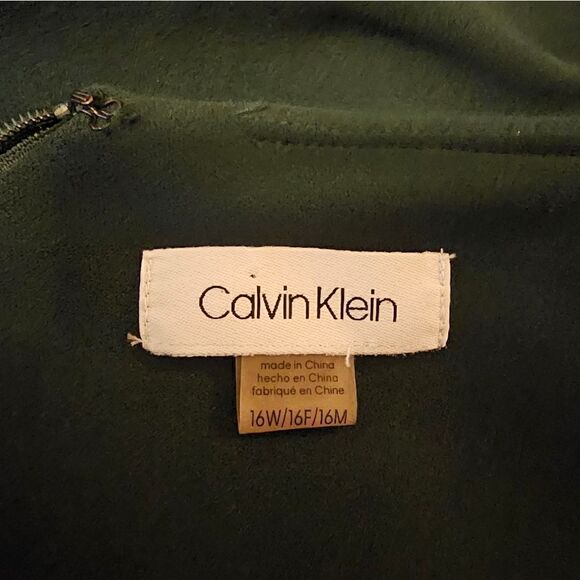 Calvin Klein
made in China
hecho en China
fabriqué en Chine
16W/16F/16M